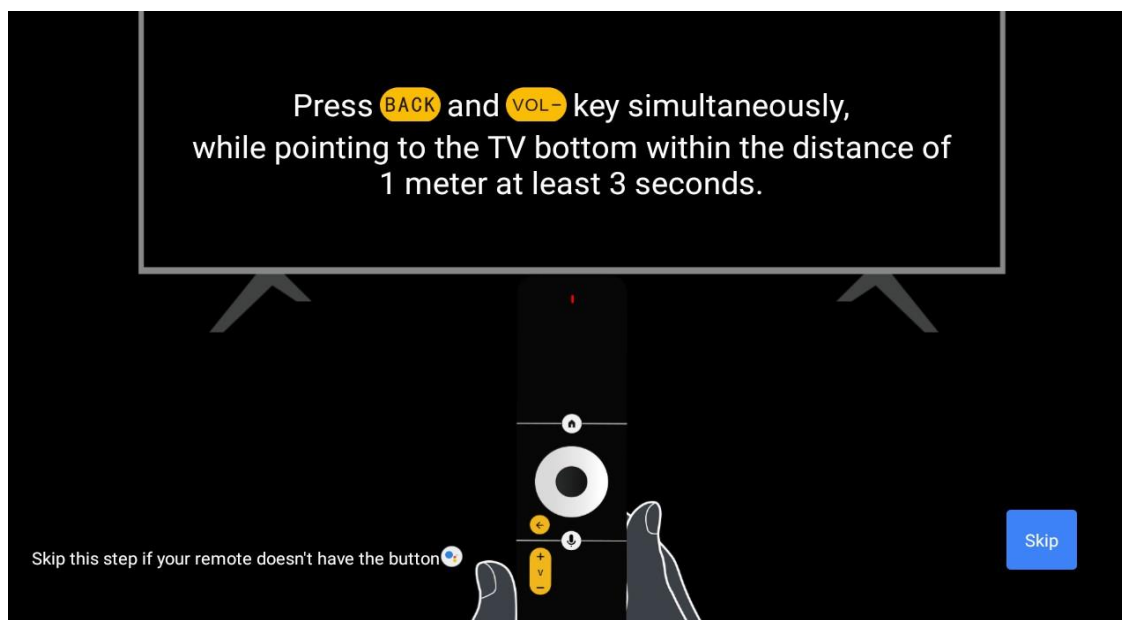 Press BACK and VOL- key simultaneously,
while pointing to the TV bottom within the distance of
1 meter at least 3 seconds.
+
V
-
Skip this step if your remote doesn't have the button
Skip